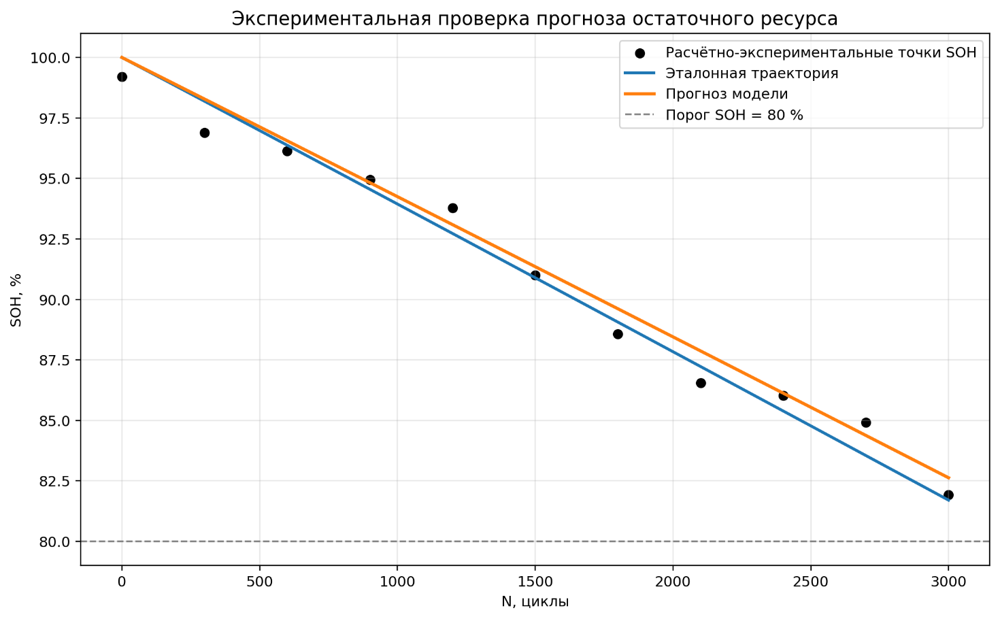 Экспериментальная проверка прогноза остаточного ресурса
Расчётно-экспериментальные точки SOH
Эталонная траектория
Прогноз модели
Порог SOH = 80 %
SOH, %
100.0
97.5
95.0
92.5
90.0
87.5
85.0
82.5
80.0
0
500
1000
1500
2000
2500
3000
N, циклы